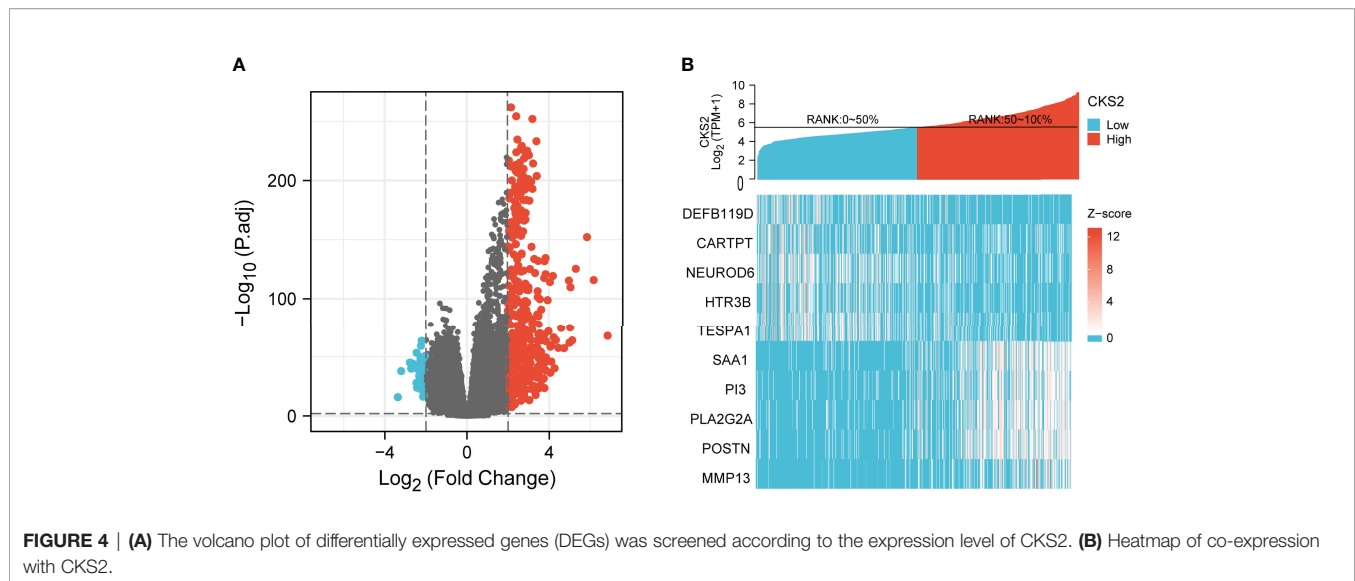 A
−Log10 (P.adj)
200
100
0
−4
0
4
Log2 (Fold Change)
B
CKS2
Log2 (TPM+1)
10
8
6
4
2
0
0
RANK:0~50%
RANK:50~100%
CKS2
Low
High
DEFB119D
CARTPT
NEUROD6
HTR3B
TESPA1
SAA1
PI3
PLA2G2A
POSTN
MMP13
Z−score
12
8
4
0
FIGURE 4 | (A) The volcano plot of differentially expressed genes (DEGs) was screened according to the expression level of CKS2. (B) Heatmap of co-expression
with CKS2.